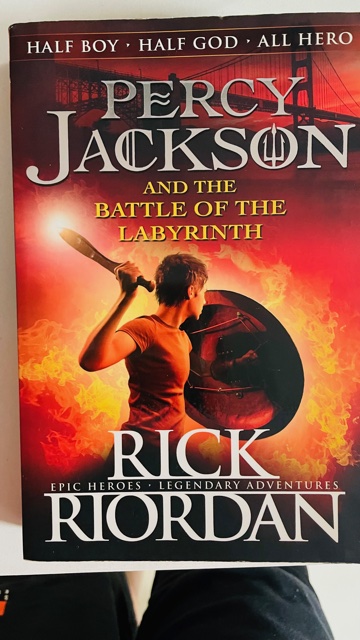 HALF BOY · HALF GOD · ALL HERO
PERCY
JACKSON
AND THE
BATTLE OF THE
LABYRINTH
RICK
EPIC HEROES · LEGENDARY ADVENTURES
RIORDAN